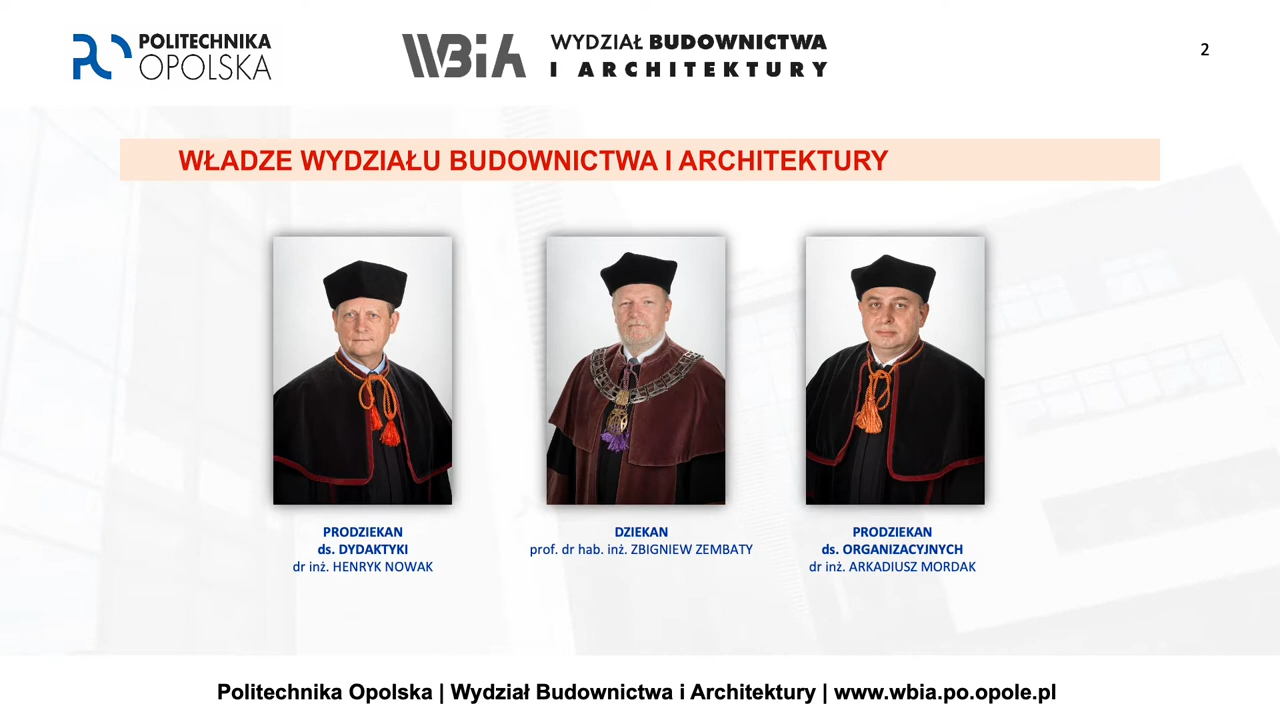 POLITECHNIKA
OPOLSKA
WBiA
WYDZIAŁ BUDOWNICTWA
I ARCHITEKTURY
2
WŁADZE WYDZIAŁU BUDOWNICTWA I ARCHITEKTURY
PRODZIEKAN
ds. DYDAKTYKI
dr inż. HENRYK NOWAK
DZIEKAN
prof. dr hab. inż. ZBIGNIEW ZEMBATY
PRODZIEKAN
ds. ORGANIZACYJNYCH
dr inż. ARKADIUSZ MORDAK
Politechnika Opolska | Wydział Budownictwa i Architektury | www.wbia.po.opole.pl